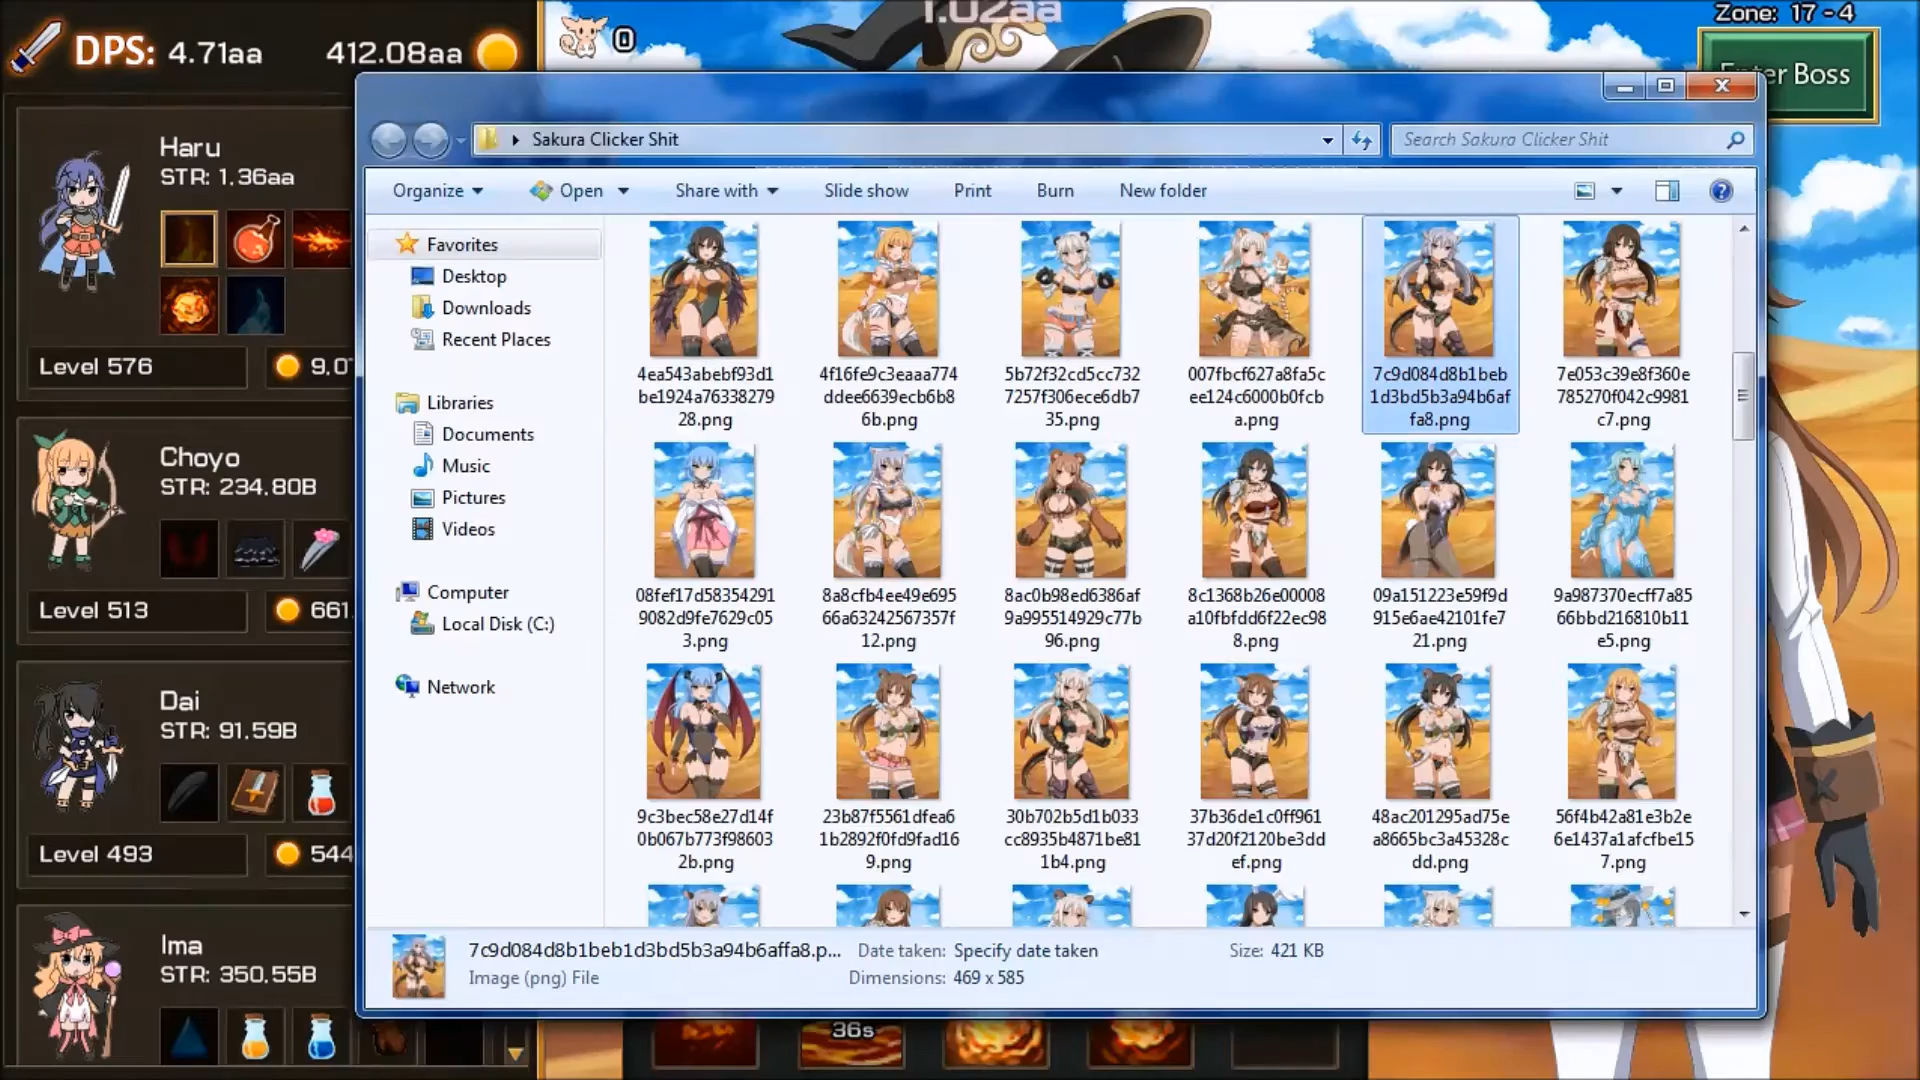 DPS: 4.71aa
412.08aa
0
1.02aa
Zone: 17 - 4
Boss
Haru
STR: 1.36aa
Level 576
Choyo
STR: 234.80B
Level 513
661.
Dai
STR: 91.59B
Level 493
544
Ima
STR: 350.55B
36s
Sakura Clicker Shit
Search Sakura Clicker Shit
Organize
Open
Share with
Slide show
Print
Burn
New folder
Favorites
Desktop
Downloads
Recent Places
Libraries
Documents
Music
Pictures
Videos
Computer
Local Disk (C:)
Network
4ea543abebf93d1
be1924a76338279
28.png
4f16fe9c3eaaa774
ddee6639ecb6b8
6b.png
5b72f32cd5cc732
7257f306ece6db7
35.png
007fbcf627a8fa5c
ee124c6000b0fcb
a.png
7c9d084d8b1beb
1d3bd5b3a94b6af
fa8.png
7e053c39e8f360e
785270f042c9981
c7.png
08fef17d58354291
9082d9fe7629c05
3.png
8a8cfb4ee49e695
66a63242567357f
12.png
8ac0b98ed6386af
9a995514929c77b
96.png
8c1368b26e00008
a10fbfdd6f22ec98
8.png
09a151223e59f9d
915e6ae42101fe7
21.png
9a987370ecff7a85
66bbd216810b11
e5.png
9c3bec58e27d14f
0b067b773f98603
2b.png
23b87f5561dfea6
1b2892f0fd9fad16
9.png
30b702b5d1b033
cc8935b4871be81
1b4.png
37b36de1c0ff961
37d20f2120be3dd
ef.png
48ac201295ad75e
a8665bc3a45328c
dd.png
56f4b42a81e3b2e
6e1437a1afcfbe15
7.png
7c9d084d8b1beb1d3bd5b3a94b6affa8.p...
Date taken: Specify date taken
Size: 421 KB
Image (png) File
Dimensions: 469 x 585